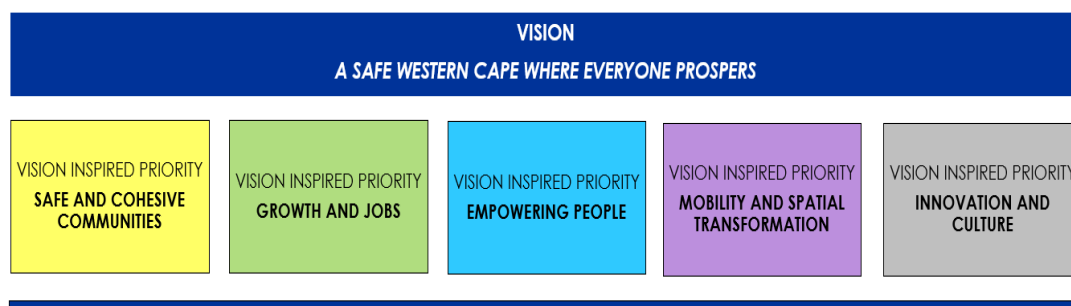 VISION
A SAFE WESTERN CAPE WHERE EVERYONE PROSPERS
VISION INSPIRED PRIORITY
SAFE AND COHESIVE
COMMUNITIES
VISION INSPIRED PRIORITY
GROWTH AND JOBS
VISION INSPIRED PRIORITY
EMPOWERING PEOPLE
VISION INSPIRED PRIORITY
MOBILITY AND SPATIAL
TRANSFORMATION
VISION INSPIRED PRIORITY
INNOVATION AND
CULTURE